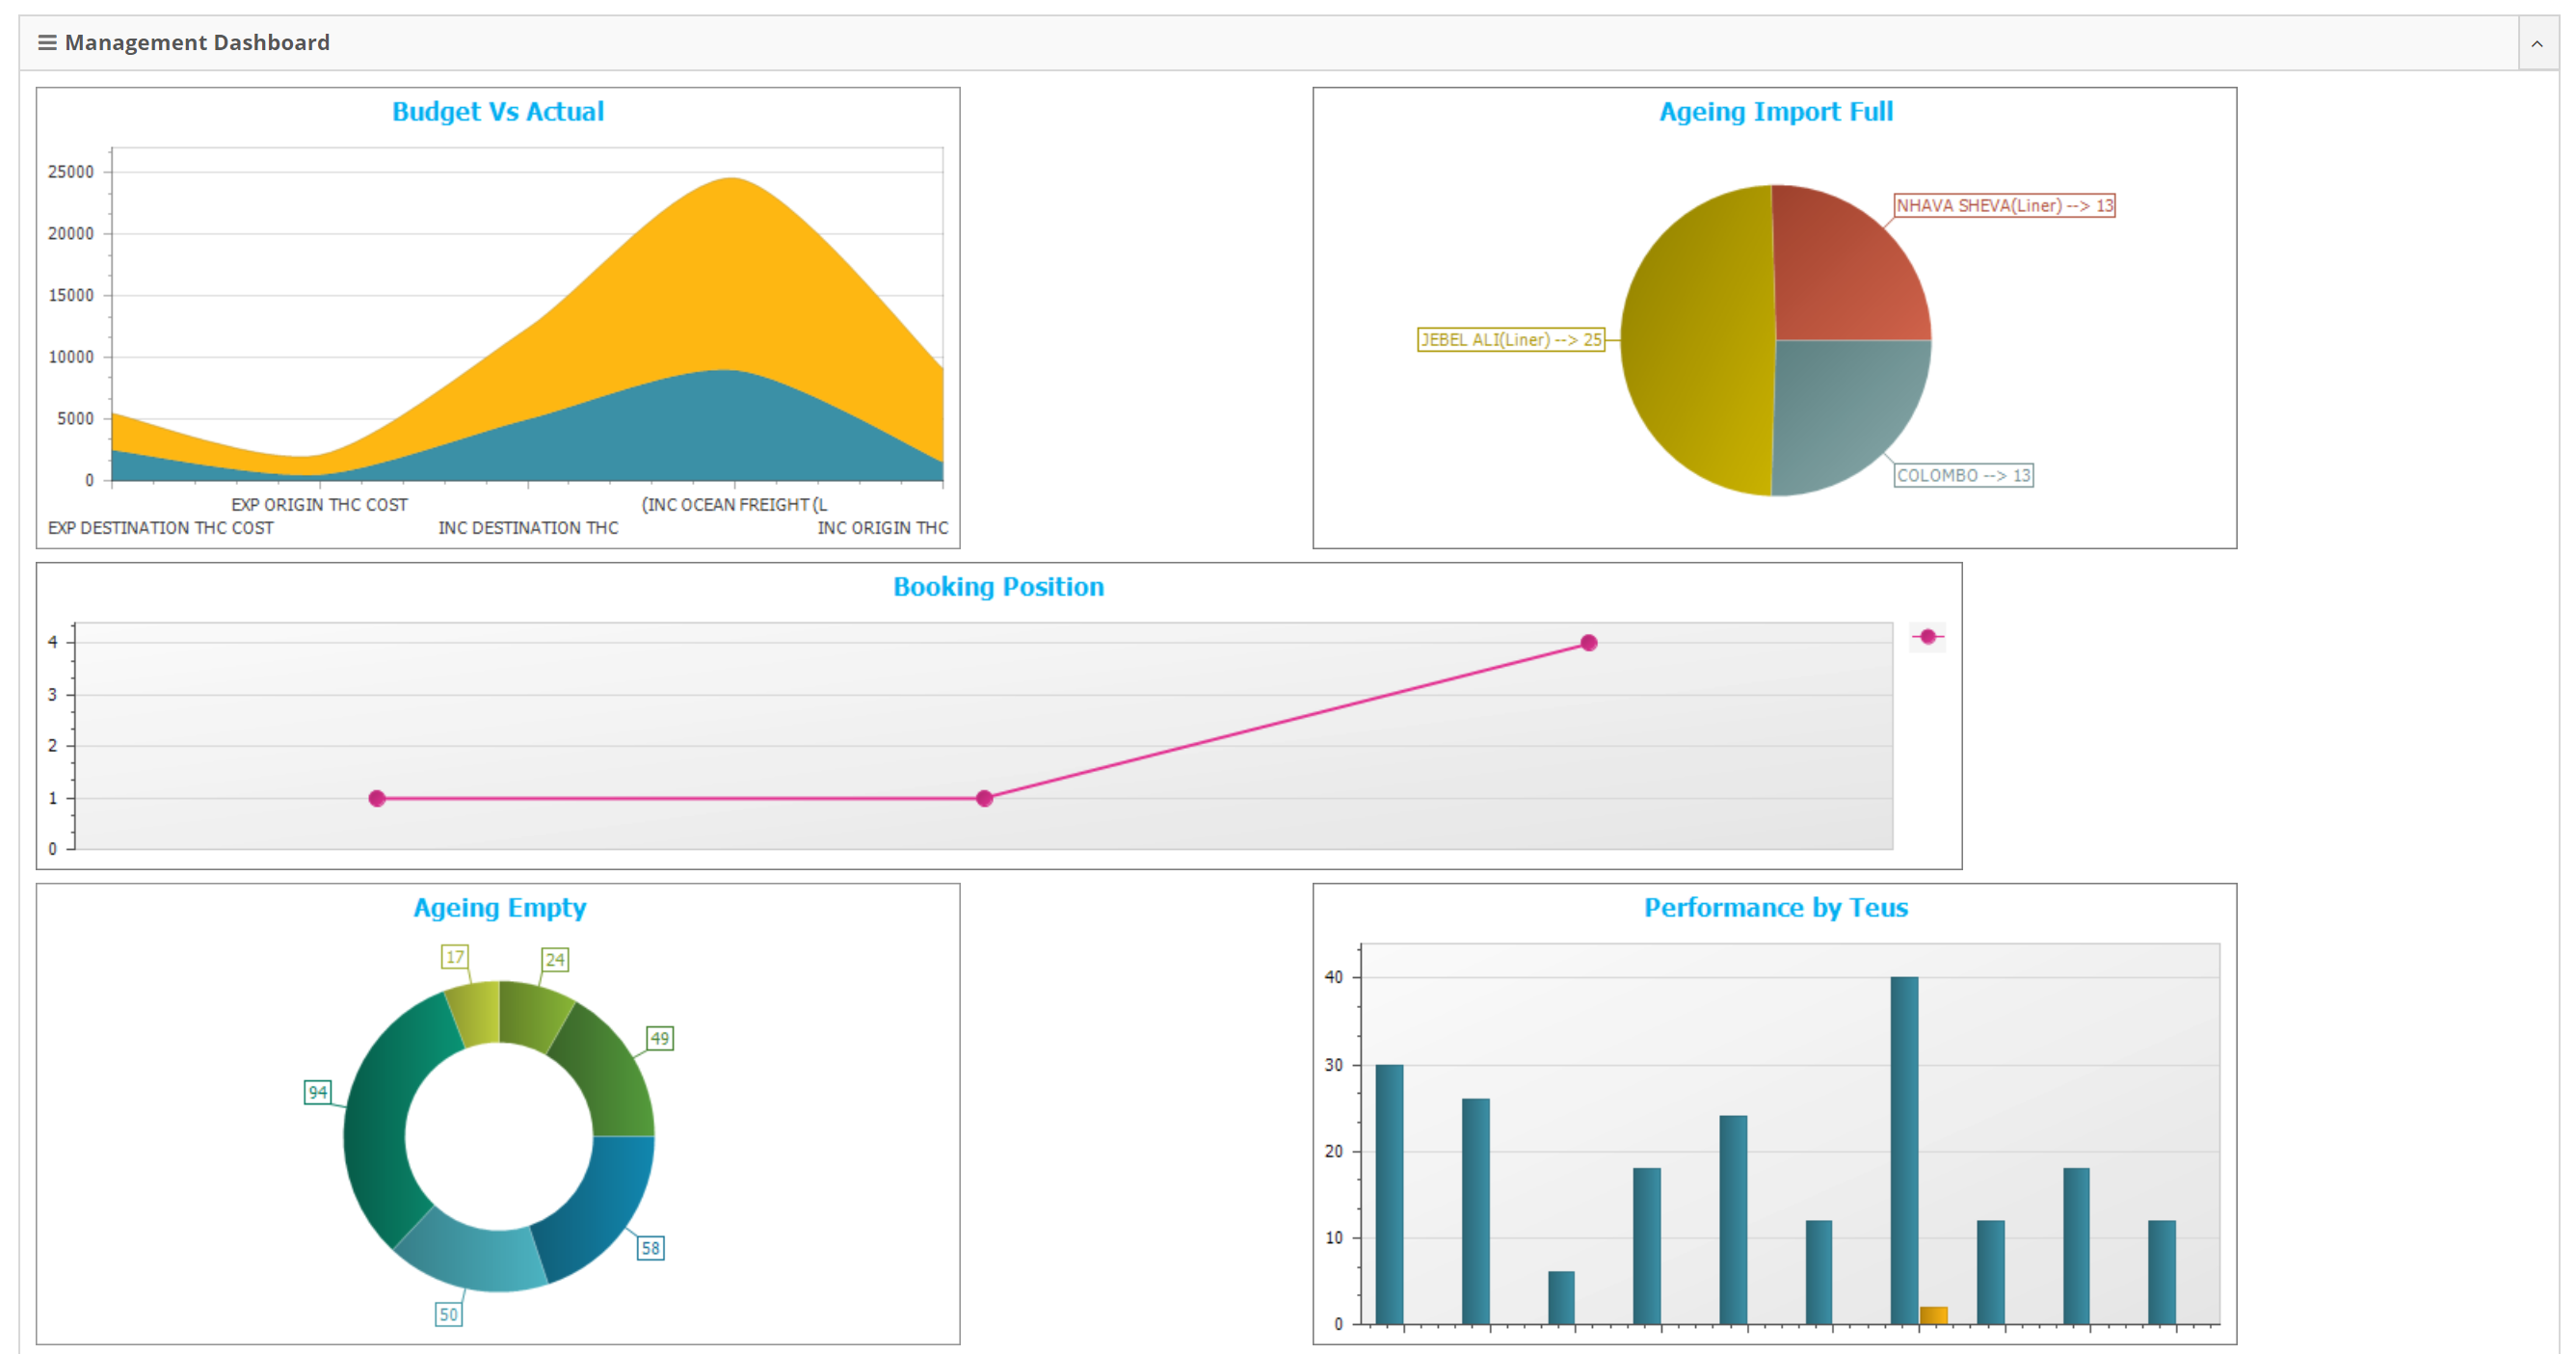 Management Dashboard
Budget Vs Actual
25000
20000
15000
10000
5000
0
EXP ORIGIN THC COST
(INC OCEAN FREIGHT (L
EXP DESTINATION THC COST
INC DESTINATION THC
INC ORIGIN THC
Ageing Import Full
NHAVA SHEVA(Liner) --> 13
JEBEL ALI(Liner) --> 25
COLOMBO --> 13
Booking Position
4
3
2
1
0
Ageing Empty
17
24
49
94
58
50
Performance by Teus
40
30
20
10
0